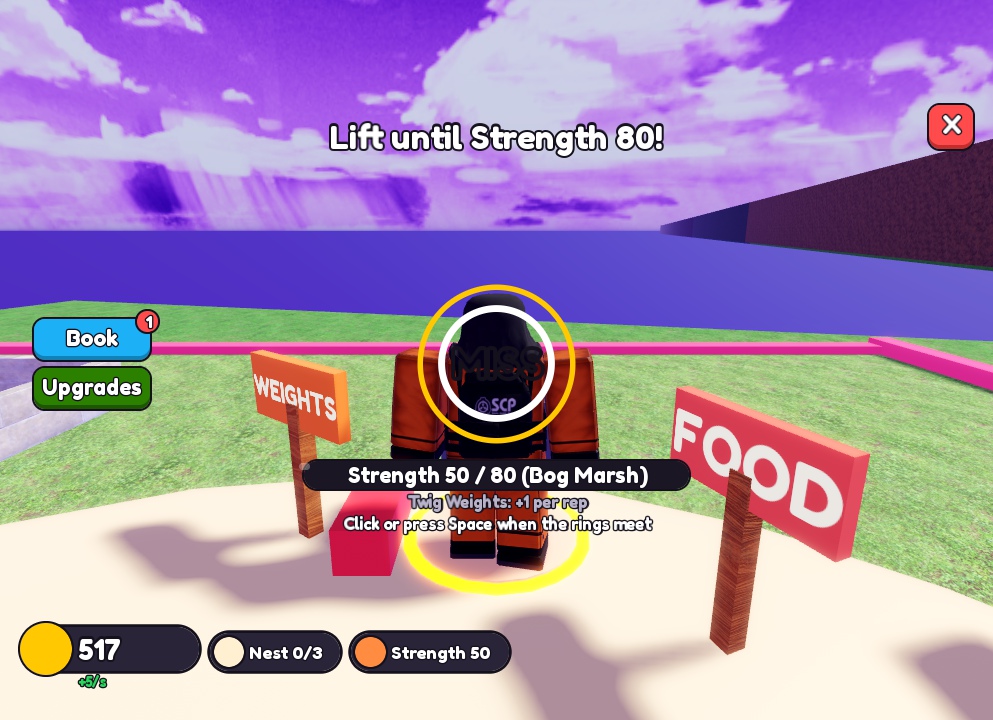 Lift until Strength 80!
X
Book
1
Upgrades
WEIGHTS
MISS
SCP
FOOD
Strength 50 / 80 (Bog Marsh)
Twig Weights: +1 per rep
Click or press Space when the rings meet
517
Nest 0/3
Strength 50
+5/s